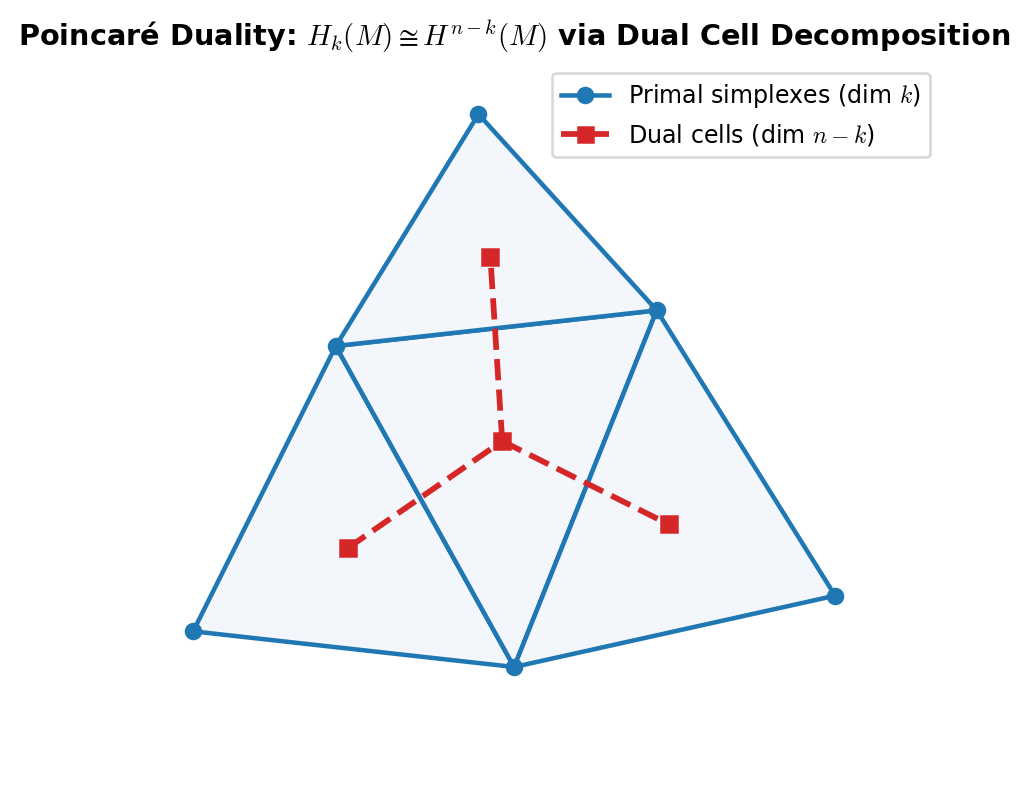 Poincaré Duality: $H_k(M) \cong H^{n-k}(M)$ via Dual Cell Decomposition
Primal simplexes (dim $k$)
Dual cells (dim $n-k$)